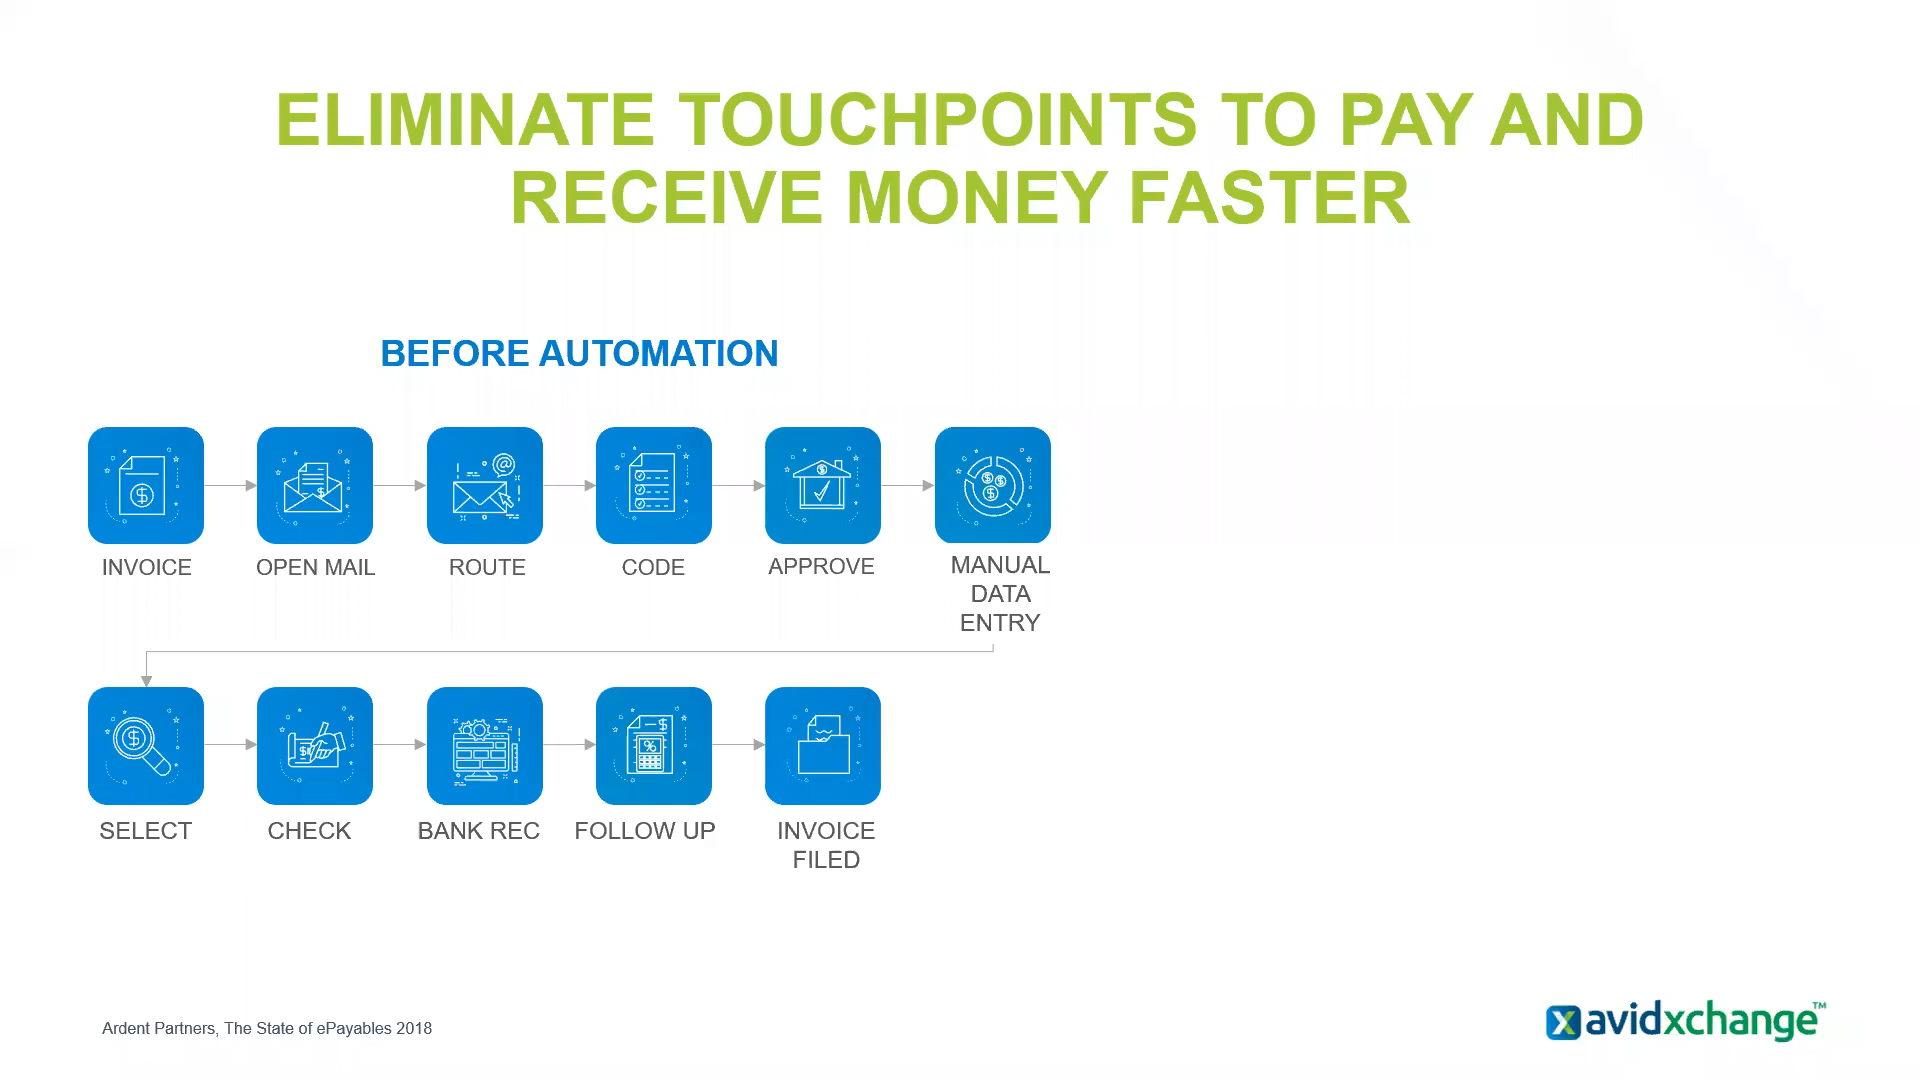 ELIMINATE TOUCHPOINTS TO PAY AND
RECEIVE MONEY FASTER
BEFORE AUTOMATION
INVOICE
OPEN MAIL
ROUTE
CODE
APPROVE
MANUAL
DATA
ENTRY
SELECT
CHECK
BANK REC
FOLLOW UP
INVOICE
FILED
Ardent Partners, The State of ePayables 2018
avidxchange™